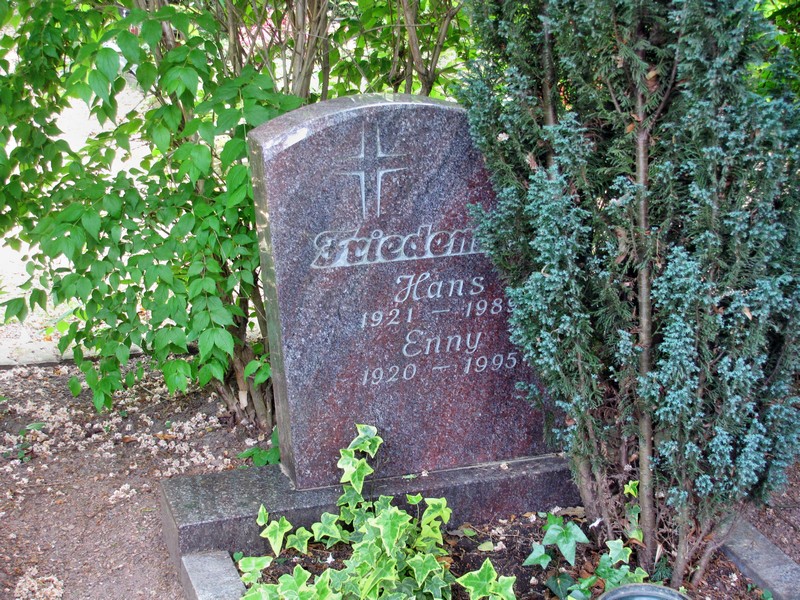 Friedem
Hans
1921 – 1989
Enny
1920 – 1995